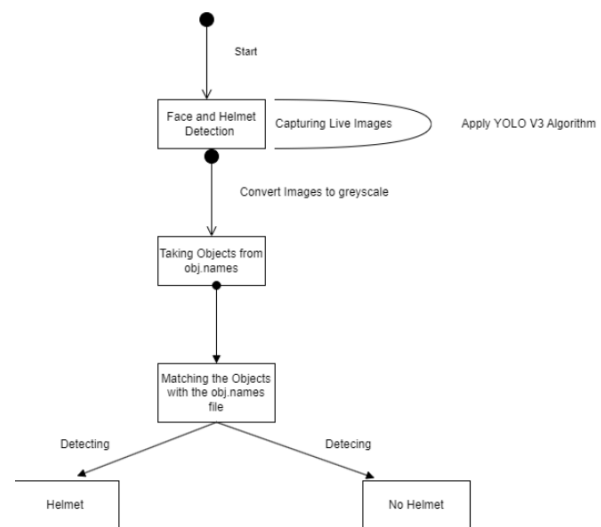 Start
Face and Helmet
Detection
Capturing Live Images
Apply YOLO V3 Algorithm
Convert Images to greyscale
Taking Objects from
obj.names
Matching the Objects
with the obj.names
file
Detecting
Detecing
Helmet
No Helmet